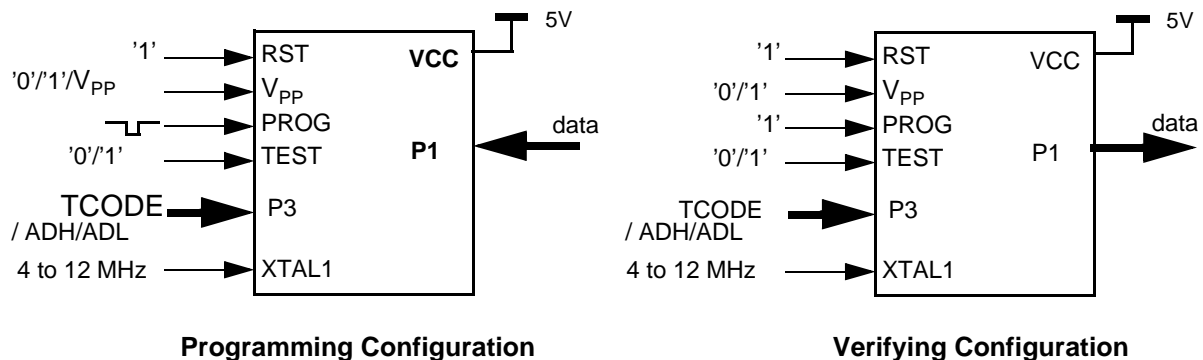 5V
'1' RST VCC
'0'/'1'/VPP VPP
PROG data
'0'/'1' TEST P1
TCODE P3
/ ADH/ADL
4 to 12 MHz XTAL1
Programming Configuration
5V
'1' RST VCC
'0'/'1' VPP
'1' PROG data
'0'/'1' TEST P1
TCODE P3
/ ADH/ADL
4 to 12 MHz XTAL1
Verifying Configuration